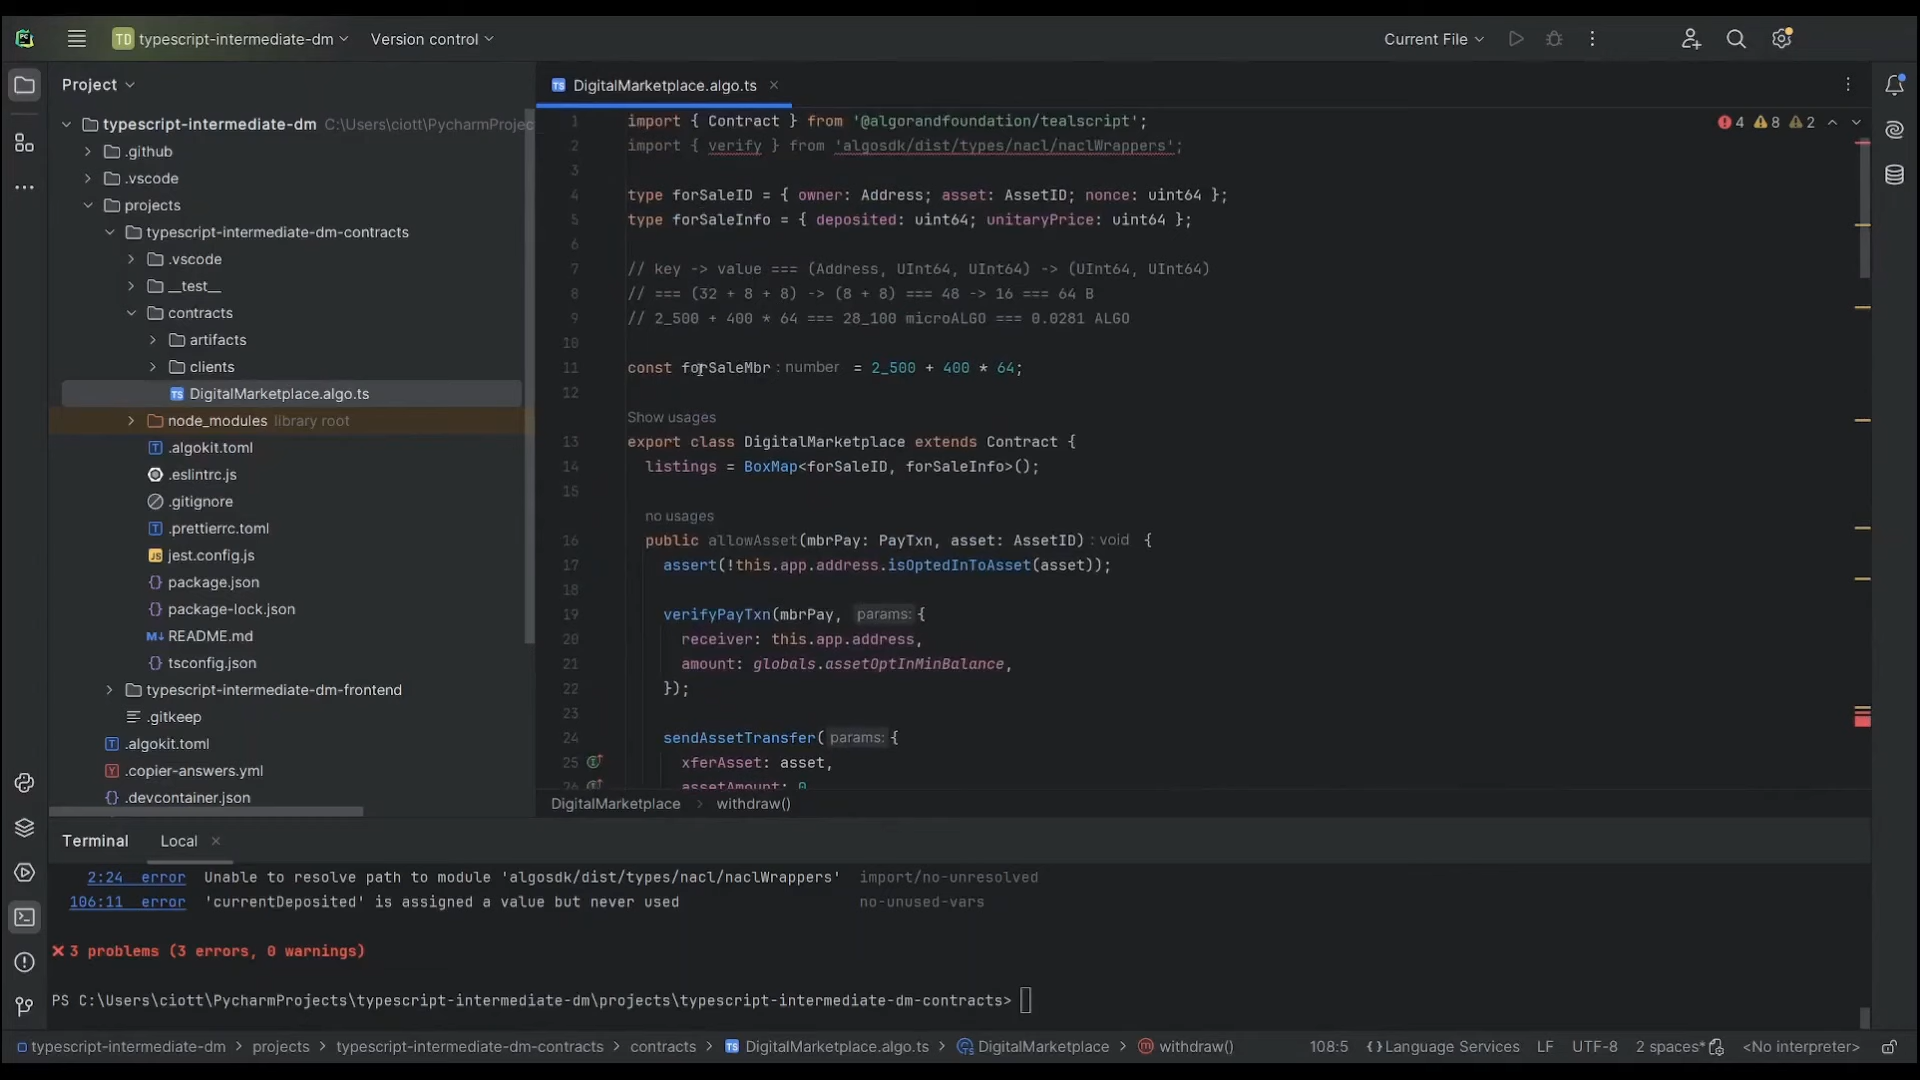 TD typescript-intermediate-dm
Version control
Current File
Project
typescript-intermediate-dm C:\Users\ciott\PycharmProjec
.github
.vscode
projects
typescript-intermediate-dm-contracts
.vscode
__test__
contracts
artifacts
clients
DigitalMarketplace.algo.ts
node_modules library root
.algokit.toml
.eslintrc.js
.gitignore
.prettierrc.toml
jest.config.js
package.json
package-lock.json
README.md
tsconfig.json
typescript-intermediate-dm-frontend
.gitkeep
.algokit.toml
.copier-answers.yml
.devcontainer.json
DigitalMarketplace.algo.ts
4 8 2
1 import { Contract } from '@algorandfoundation/tealscript';
2 import { verify } from 'algosdk/dist/types/nacl/naclWrappers';
3
4 type forSaleID = { owner: Address; asset: AssetID; nonce: uint64 };
5 type forSaleInfo = { deposited: uint64; unitaryPrice: uint64 };
6
7 // key -> value === (Address, UInt64, UInt64) -> (UInt64, UInt64)
8 // === (32 + 8 + 8) -> (8 + 8) === 48 -> 16 === 64 B
9 // 2_500 + 400 * 64 === 28_100 microALGO === 0.0281 ALGO
10
11 const forSaleMbr : number = 2_500 + 400 * 64;
12
Show usages
13 export class DigitalMarketplace extends Contract {
14 listings = BoxMap<forSaleID, forSaleInfo>();
15
no usages
16 public allowAsset(mbrPay: PayTxn, asset: AssetID) : void {
17 assert(!this.app.address.isOptedInToAsset(asset));
18
19 verifyPayTxn(mbrPay, params: {
20 receiver: this.app.address,
21 amount: globals.assetOptInMinBalance,
22 });
23
24 sendAssetTransfer( params: {
25 xferAsset: asset,
26 assetAmount: 0
DigitalMarketplace > withdraw()
Terminal Local
2:24 error Unable to resolve path to module 'algosdk/dist/types/nacl/naclWrappers' import/no-unresolved
106:11 error 'currentDeposited' is assigned a value but never used no-unused-vars
3 problems (3 errors, 0 warnings)
PS C:\Users\ciott\PycharmProjects\typescript-intermediate-dm\projects\typescript-intermediate-dm-contracts>
typescript-intermediate-dm > projects > typescript-intermediate-dm-contracts > contracts > DigitalMarketplace.algo.ts > DigitalMarketplace > withdraw() 108:5 {} Language Services LF UTF-8 2 spaces* <No interpreter>